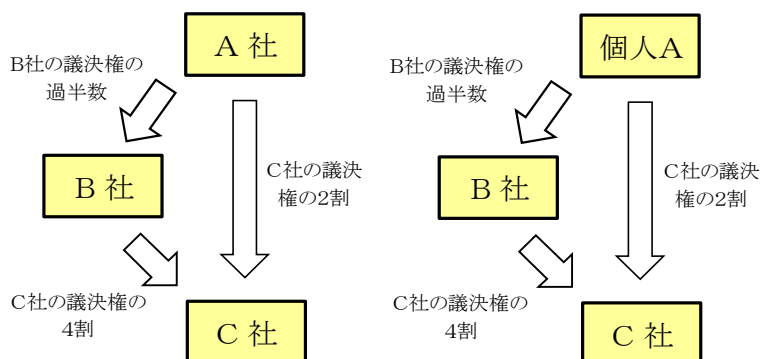 A 社
B社の議決権の
過半数
C社の議決
権の2割
B 社
C社の議決権の
4割
C 社
個人A
B社の議決権の
過半数
C社の議決
権の2割
B 社
C社の議決権の
4割
C 社